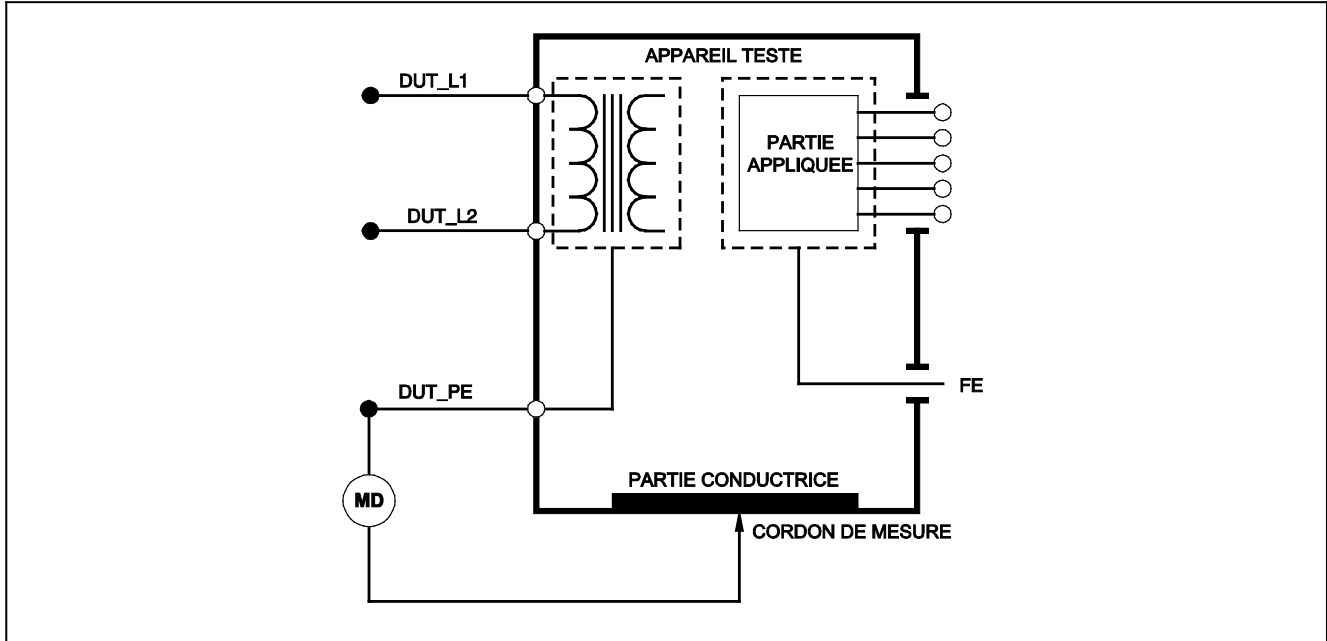 APPAREIL TESTE
DUT_L1
PARTIE
APPLIQUEE
DUT_L2
DUT_PE
FE
PARTIE CONDUCTRICE
MD
CORDON DE MESURE